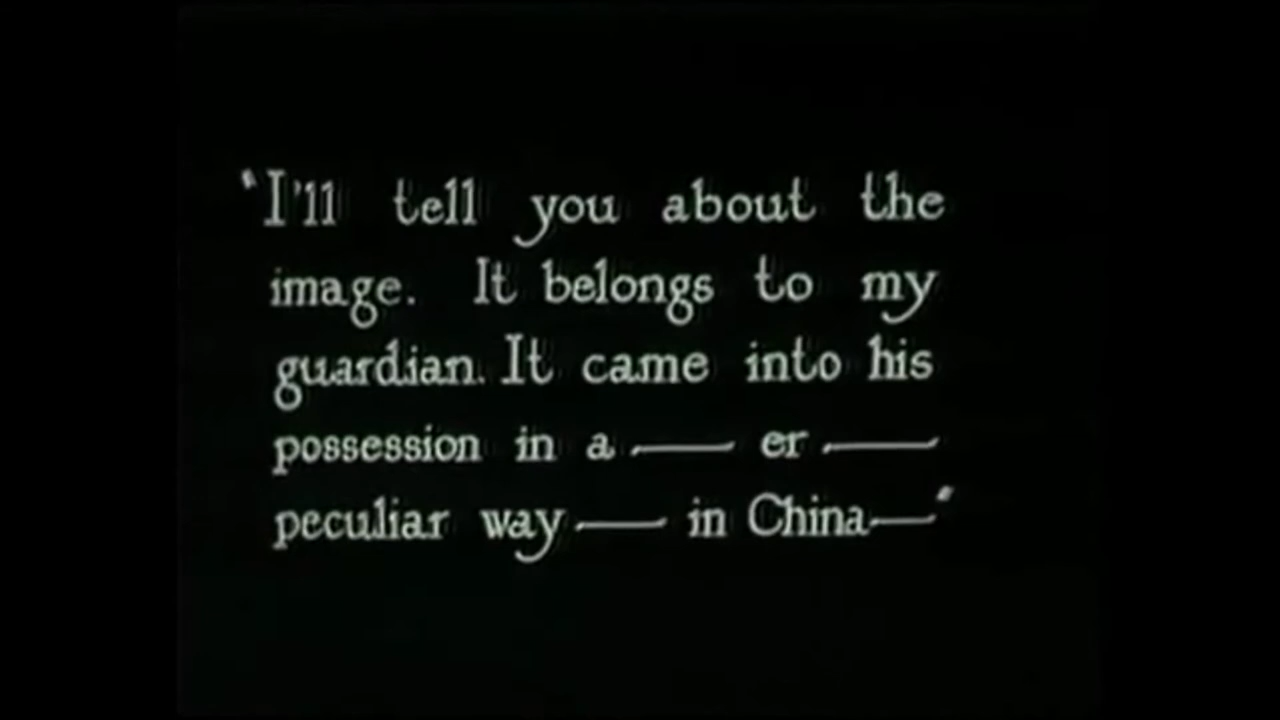 "I'll tell you about the
image. It belongs to my
guardian. It came into his
possession in a — er —
peculiar way — in China—"